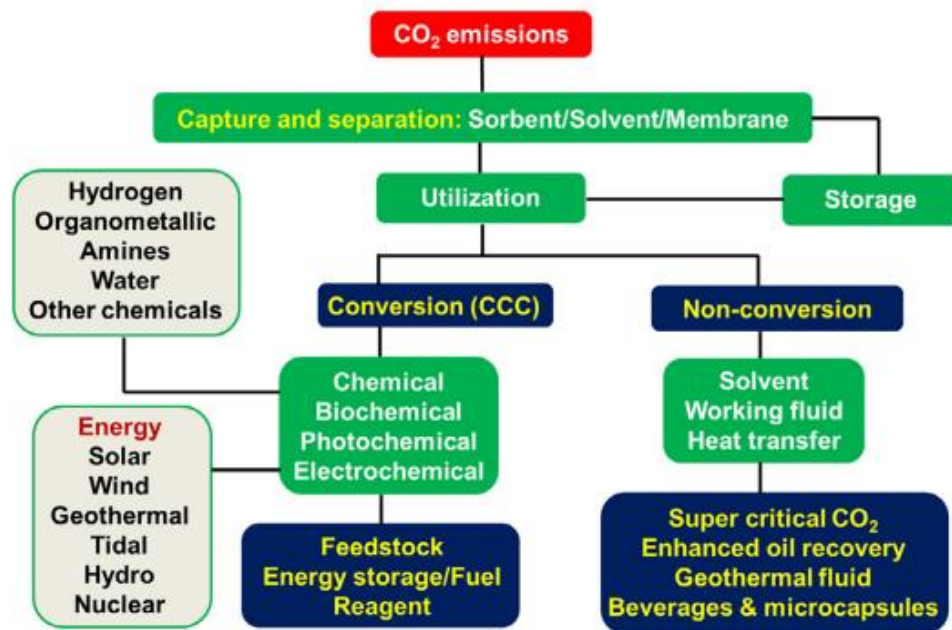 CO₂ emissions
Capture and separation: Sorbent/Solvent/Membrane
Utilization
Storage
Hydrogen
Organometallic
Amines
Water
Other chemicals
Conversion (CCC)
Non-conversion
Chemical
Biochemical
Photochemical
Electrochemical
Solvent
Working fluid
Heat transfer
Energy
Solar
Wind
Geothermal
Tidal
Hydro
Nuclear
Feedstock
Energy storage/Fuel
Reagent
Super critical CO₂
Enhanced oil recovery
Geothermal fluid
Beverages & microcapsules